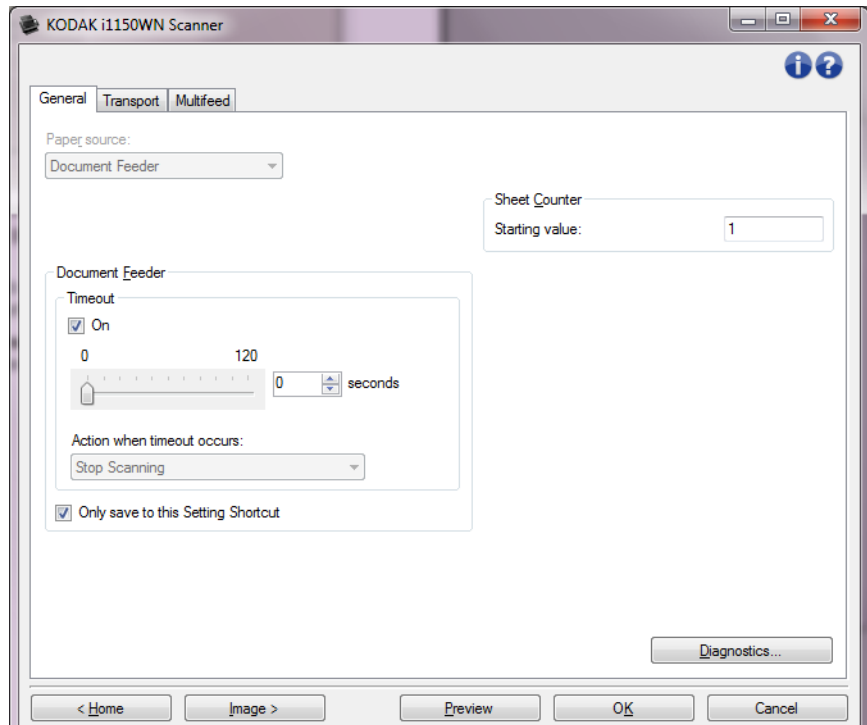 KODAK i1150WN Scanner
General Transport Multifeed
Paper source:
Document Feeder
Sheet Counter
Starting value: 1
Document Feeder
Timeout
On
0 120
0 seconds
Action when timeout occurs:
Stop Scanning
Only save to this Setting Shortcut
Diagnostics...
< Home Image > Preview OK Cancel